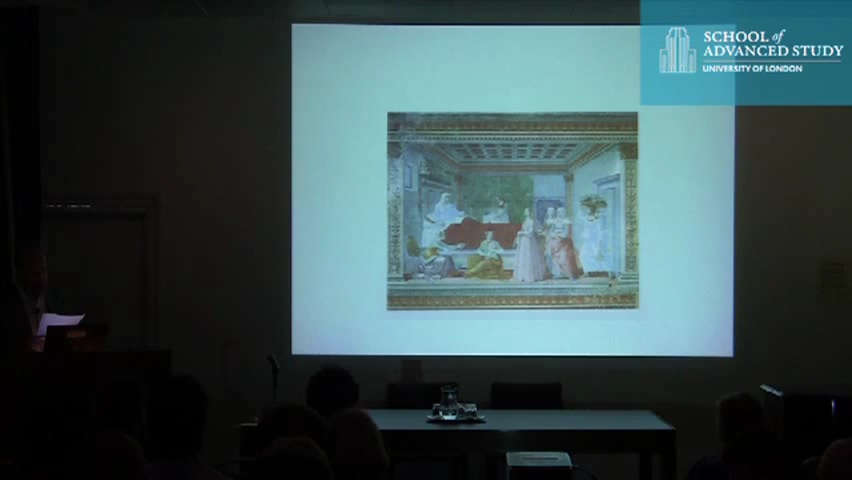 SCHOOL of
ADVANCED STUDY
UNIVERSITY OF LONDON